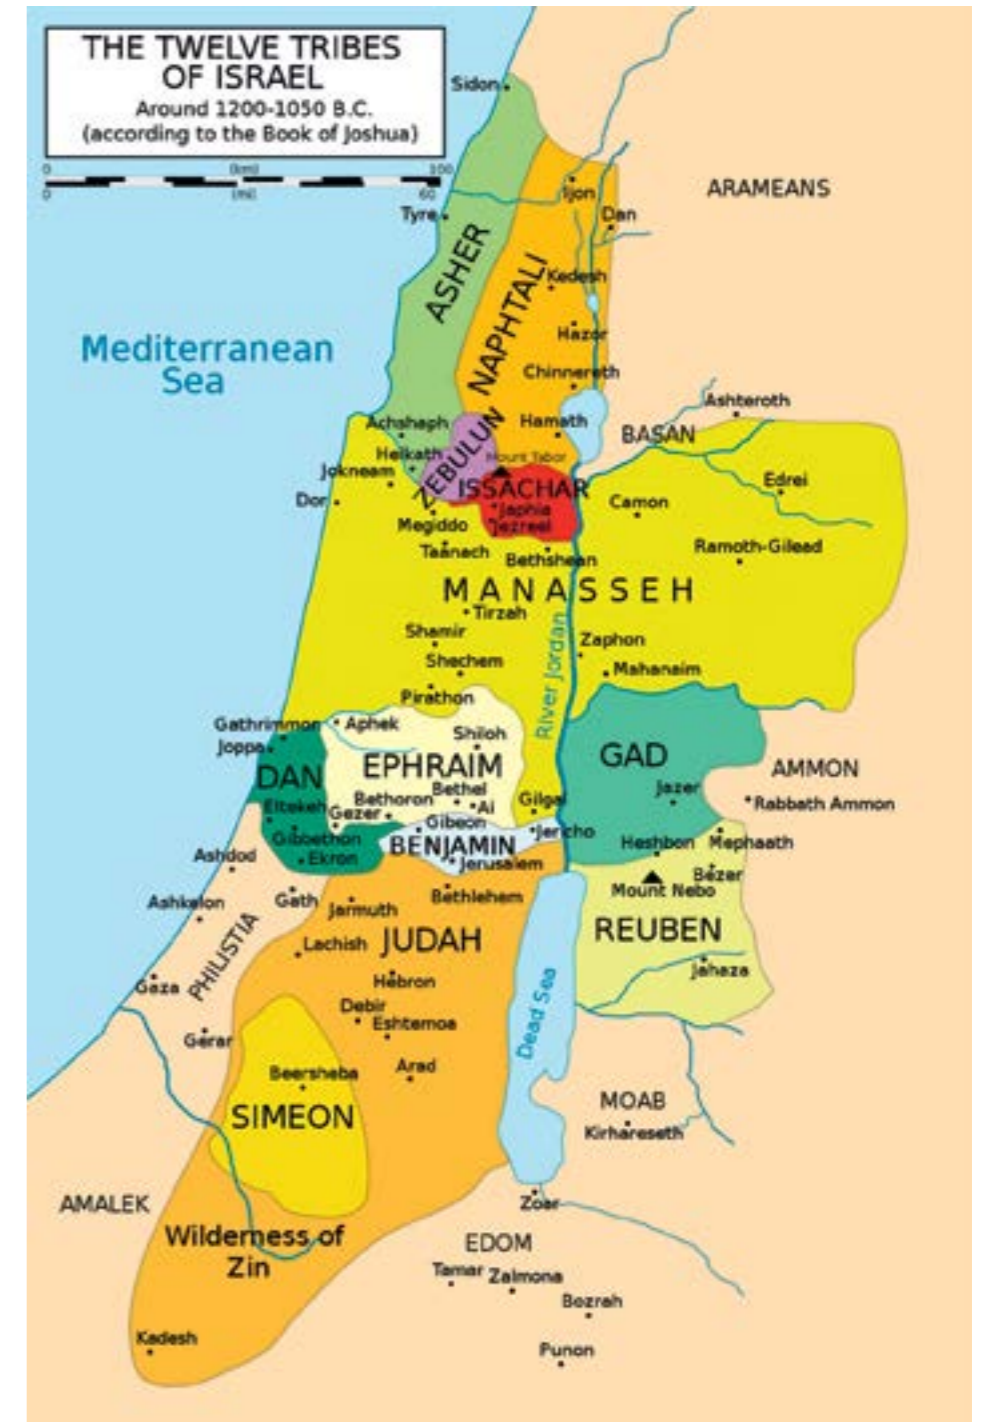 THE TWELVE TRIBES
OF ISRAEL
Around 1200-1050 B.C.
(according to the Book of Joshua)
0 (km) 100
0 (mi) 60
Sidon
Ijon
ARAMEANS
Tyre
Dan
ASHER
NAPHTALI
Kedesh
Hazor
Mediterranean
Sea
Chinnereth
Ashteroth
Achshaph
Hamath
BASAN
ZEBULUN
Helkath
Mount Tabor
Jokneam
ISSACHAR
Edrei
Dor
Japhia
Camon
Megiddo
Jezreel
Taanach
Bethshean
Ramoth-Gilead
MANASSEH
Tirzah
Shamir
Zaphon
Shechem
Mahanaim
River Jordan
Pirathon
Gathrimmon
Aphek
Joppa
Shiloh
GAD
DAN
EPHRAIM
AMMON
Bethel
Jazer
Eltekeh
Bethoron
Ai
Gilgal
Rabbath Ammon
Gezer
Gibeon
Jericho
Gibbethon
BENJAMIN
Heshbon
Mephaath
Ashdod
Ekron
Jerusalem
Bezer
Mount Nebo
Ashkelon
Gath
Jarmuth
Bethlehem
REUBEN
PHILISTIA
Lachish
JUDAH
Jahaza
Gaza
Hebron
Dead Sea
Debir
Gerar
Eshtemoa
Beersheba
Arad
SIMEON
MOAB
Kirhareseth
AMALEK
Zoar
Wilderness of
Zin
EDOM
Tamar
Zalmona
Bozrah
Kadesh
Punon